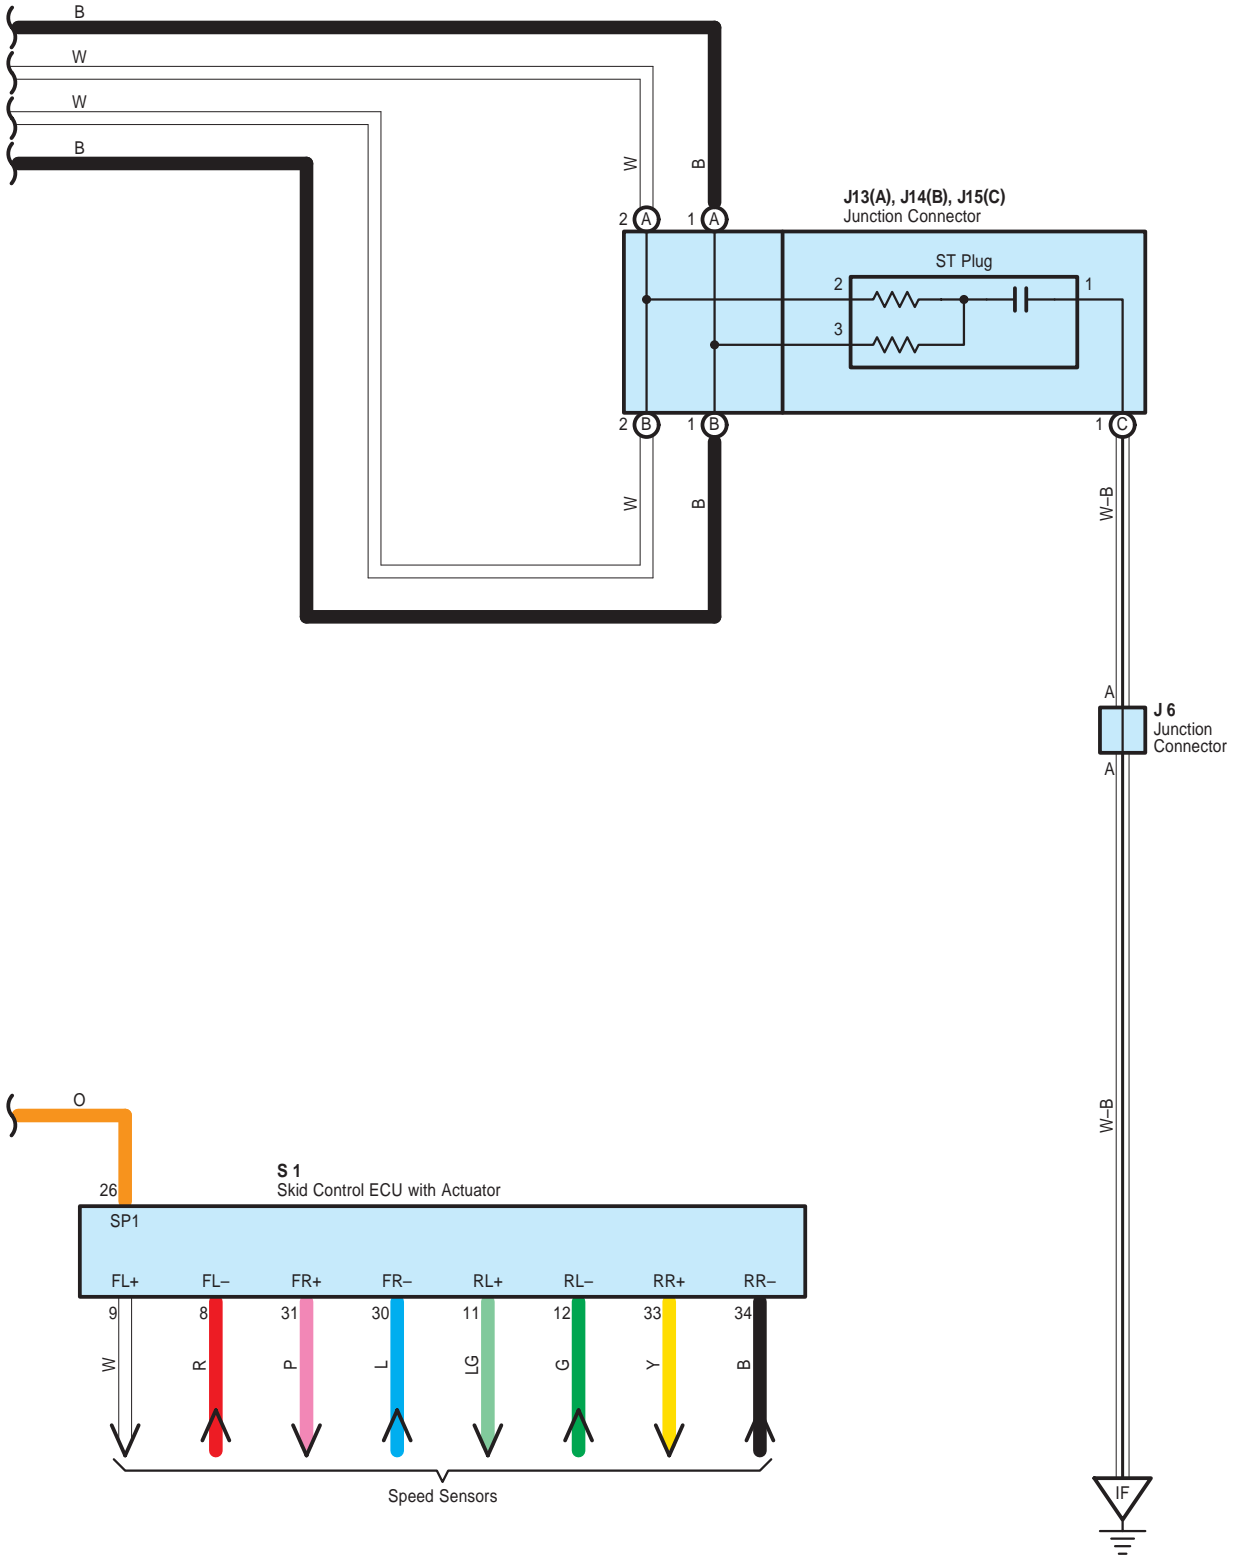 B
W
W
B
W
B
J13(A), J14(B), J15(C)
Junction Connector
2 A
1 A
ST Plug
2
1
3
2 B
1 B
1 C
W
B
W–B
A
J 6
Junction
Connector
A
O
W–B
S 1
Skid Control ECU with Actuator
26
SP1
FL+ FL– FR+ FR– RL+ RL– RR+ RR–
9 8 31 30 11 12 33 34
W R P L LG G Y B
Speed Sensors
IF